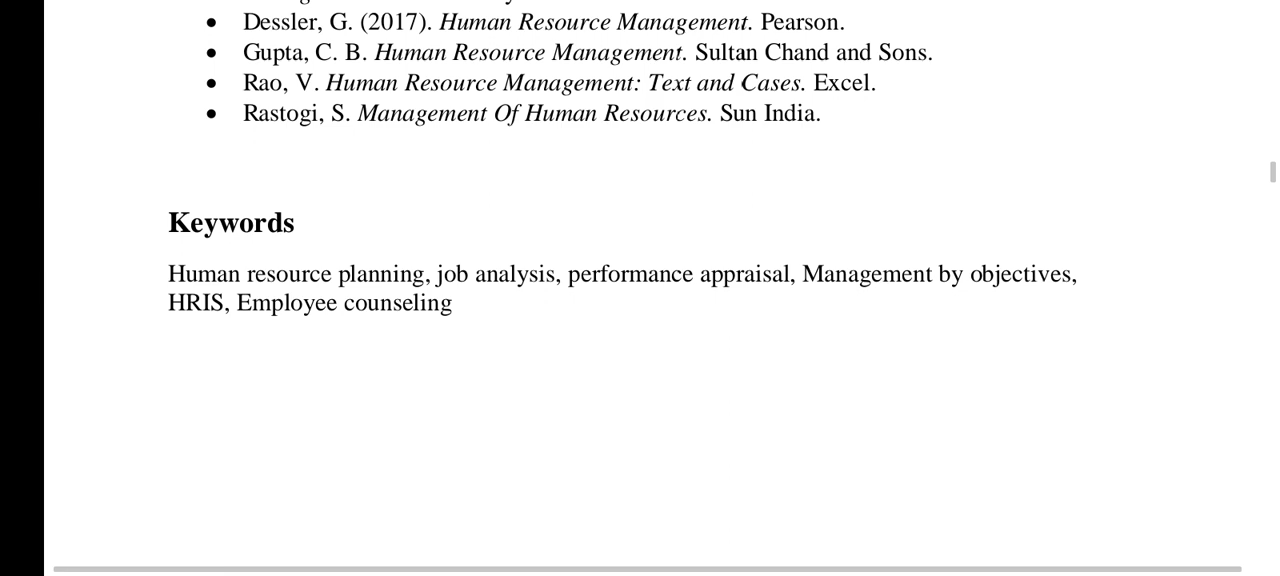 • Dessler, G. (2017). Human Resource Management. Pearson.
• Gupta, C. B. Human Resource Management. Sultan Chand and Sons.
• Rao, V. Human Resource Management: Text and Cases. Excel.
• Rastogi, S. Management Of Human Resources. Sun India.
Keywords
Human resource planning, job analysis, performance appraisal, Management by objectives,
HRIS, Employee counseling